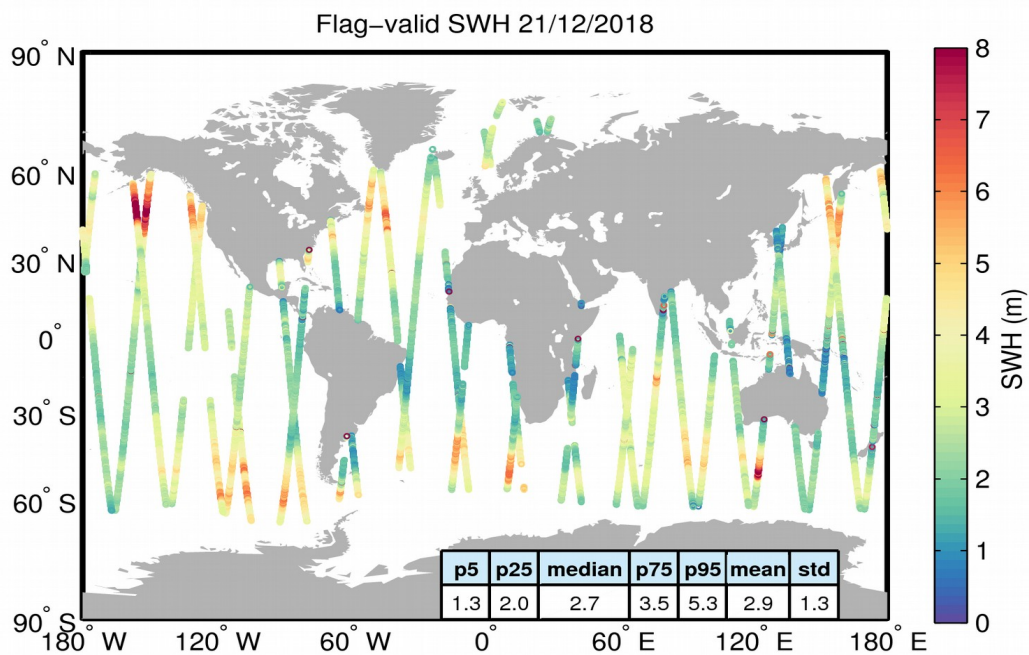 Flag−valid SWH 21/12/2018
90° N
60° N
30° N
0°
30° S
60° S
90° S
180° W
120° W
60° W
0°
60° E
120° E
180° E
p5 p25 median p75 p95 mean std
1.3 2.0 2.7 3.5 5.3 2.9 1.3
8
7
6
5
4
3
2
1
0
SWH (m)